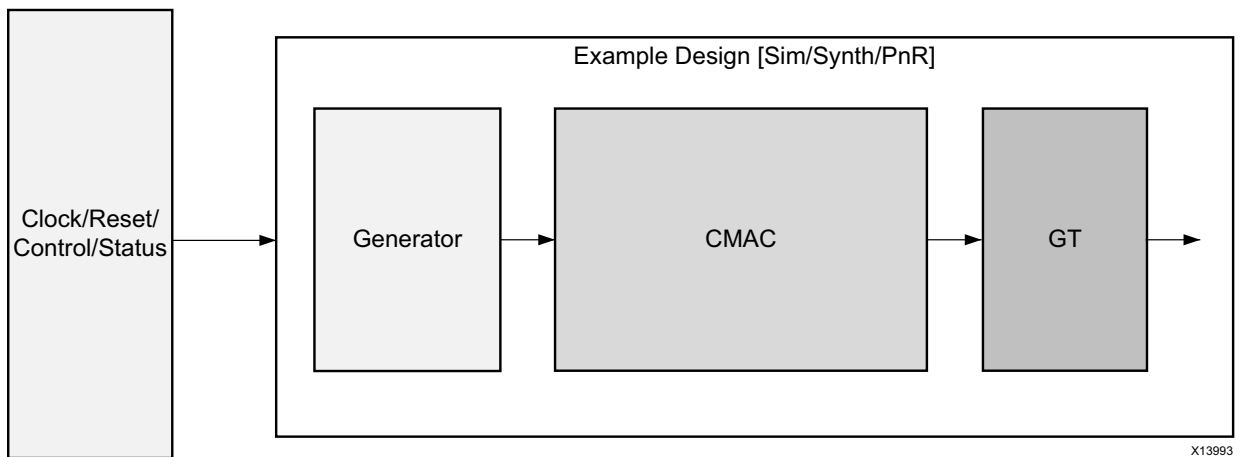 Example Design [Sim/Synth/PnR]
Clock/Reset/
Control/Status
Generator
CMAC
GT
X13993